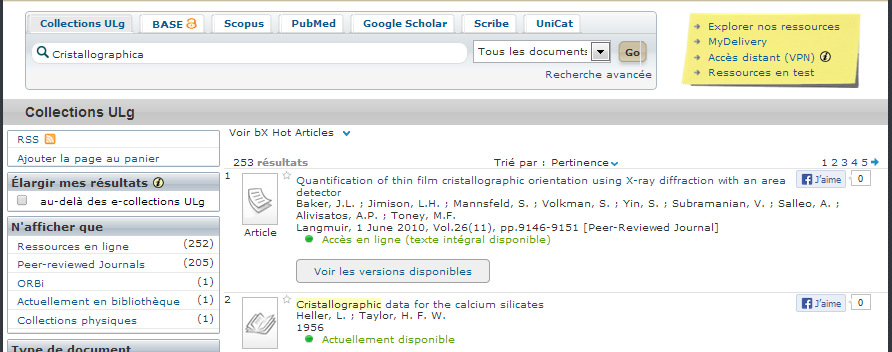 Collections ULg
BASE
Scopus
PubMed
Google Scholar
Scribe
UniCat
Cristallographica
Tous les documents
Go
Recherche avancée
Explorer nos ressources
MyDelivery
Accès distant (VPN)
Ressources en test
Collections ULg
RSS
Ajouter la page au panier
Élargir mes résultats
au-delà des e-collections ULg
N'afficher que
Ressources en ligne (252)
Peer-reviewed Journals (205)
ORBi (1)
Actuellement en bibliothèque (1)
Collections physiques (1)
Type de document
Voir bX Hot Articles
253 résultats
Trié par : Pertinence
1 2 3 4 5
1
Article
Quantification of thin film cristallographic orientation using X-ray diffraction with an area
detector
Baker, J.L. ; Jimison, L.H. ; Mannsfeld, S. ; Volkman, S. ; Yin, S. ; Subramanian, V. ; Salleo, A. ;
Alivisatos, A.P. ; Toney, M.F.
Langmuir, 1 June 2010, Vol.26(11), pp.9146-9151 [Peer-Reviewed Journal]
Accès en ligne (texte intégral disponible)
J'aime 0
Voir les versions disponibles
2
Cristallographic data for the calcium silicates
Heller, L. ; Taylor, H. F. W.
1956
Actuellement disponible
J'aime 0